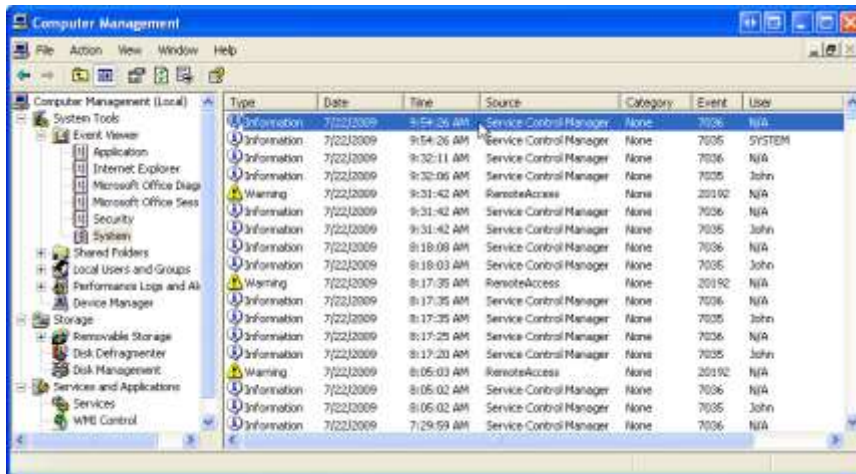 Computer Management
File Action View Window Help
Computer Management (Local)
System Tools
Event Viewer
Application
Internet Explorer
Microsoft Office Diag
Microsoft Office Sess
Security
System
Shared Folders
Local Users and Groups
Performance Logs and Al
Device Manager
Storage
Removable Storage
Disk Defragmenter
Disk Management
Services and Applications
Services
WMI Control
Type Date Time Source Category Event User
Information 7/22/2009 9:54:26 AM Service Control Manager None 7036 N/A
Information 7/22/2009 9:54:26 AM Service Control Manager None 7035 SYSTEM
Information 7/22/2009 9:32:11 AM Service Control Manager None 7036 N/A
Information 7/22/2009 9:32:06 AM Service Control Manager None 7035 John
Warning 7/22/2009 9:31:42 AM RemoteAccess None 20192 N/A
Information 7/22/2009 9:31:42 AM Service Control Manager None 7036 N/A
Information 7/22/2009 9:31:42 AM Service Control Manager None 7035 John
Information 7/22/2009 8:18:08 AM Service Control Manager None 7036 N/A
Information 7/22/2009 8:18:03 AM Service Control Manager None 7035 John
Warning 7/22/2009 8:17:35 AM RemoteAccess None 20192 N/A
Information 7/22/2009 8:17:35 AM Service Control Manager None 7036 N/A
Information 7/22/2009 8:17:35 AM Service Control Manager None 7035 John
Information 7/22/2009 8:17:25 AM Service Control Manager None 7036 N/A
Information 7/22/2009 8:17:20 AM Service Control Manager None 7035 John
Warning 7/22/2009 8:05:03 AM RemoteAccess None 20192 N/A
Information 7/22/2009 8:05:02 AM Service Control Manager None 7036 N/A
Information 7/22/2009 8:05:02 AM Service Control Manager None 7035 John
Information 7/22/2009 7:29:59 AM Service Control Manager None 7036 N/A